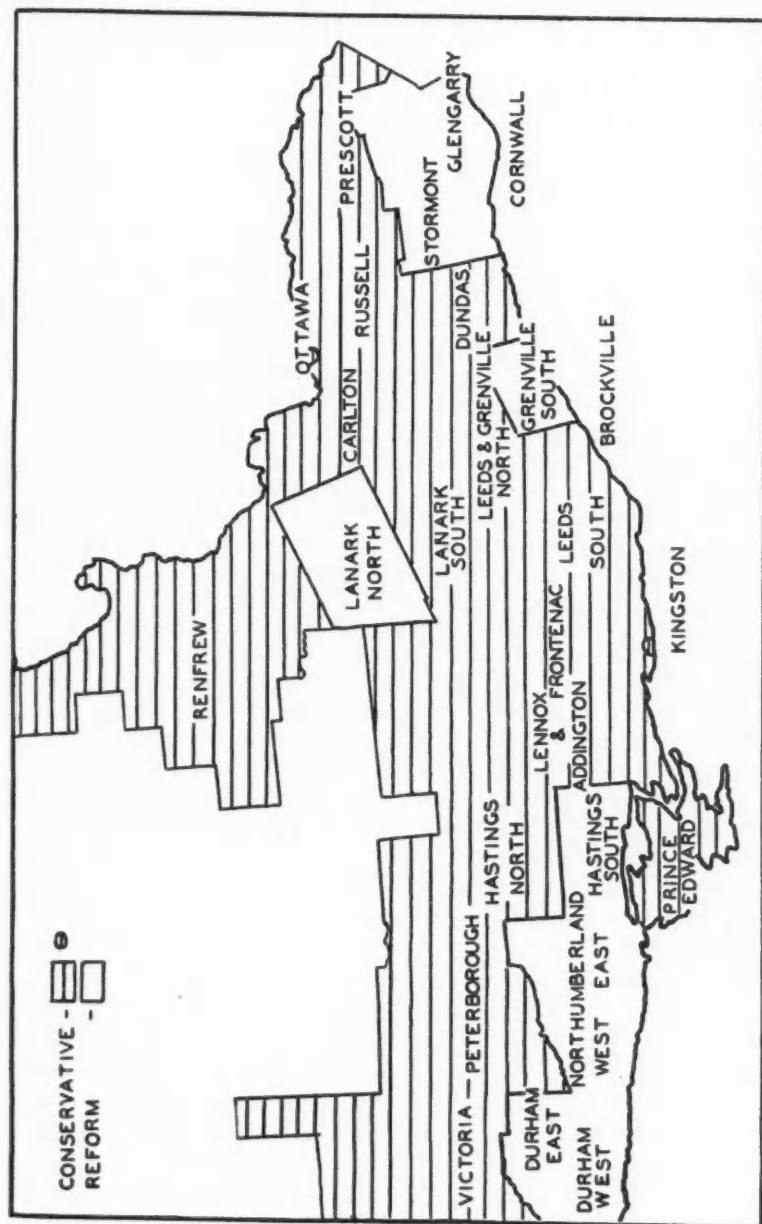 CONSERVATIVE -
REFORM -
RENFREW
OTTAWA
LANARK
NORTH
CARLTON
RUSSELL
PRESCOTT
STORMONT
GLENGARRY
CORNWALL
DUNDAS
LANARK
SOUTH
LEEDS & GRENVILLE
NORTH
GRENVILLE
SOUTH
BROCKVILLE
VICTORIA
PETERBOROUGH
HASTINGS
NORTH
LENNOX
&
ADDINGTON
FRONTENAC
LEEDS
SOUTH
KINGSTON
DURHAM
EAST
DURHAM
WEST
NORTHUMBERLAND
WEST EAST
HASTINGS
SOUTH
PRINCE
EDWARD